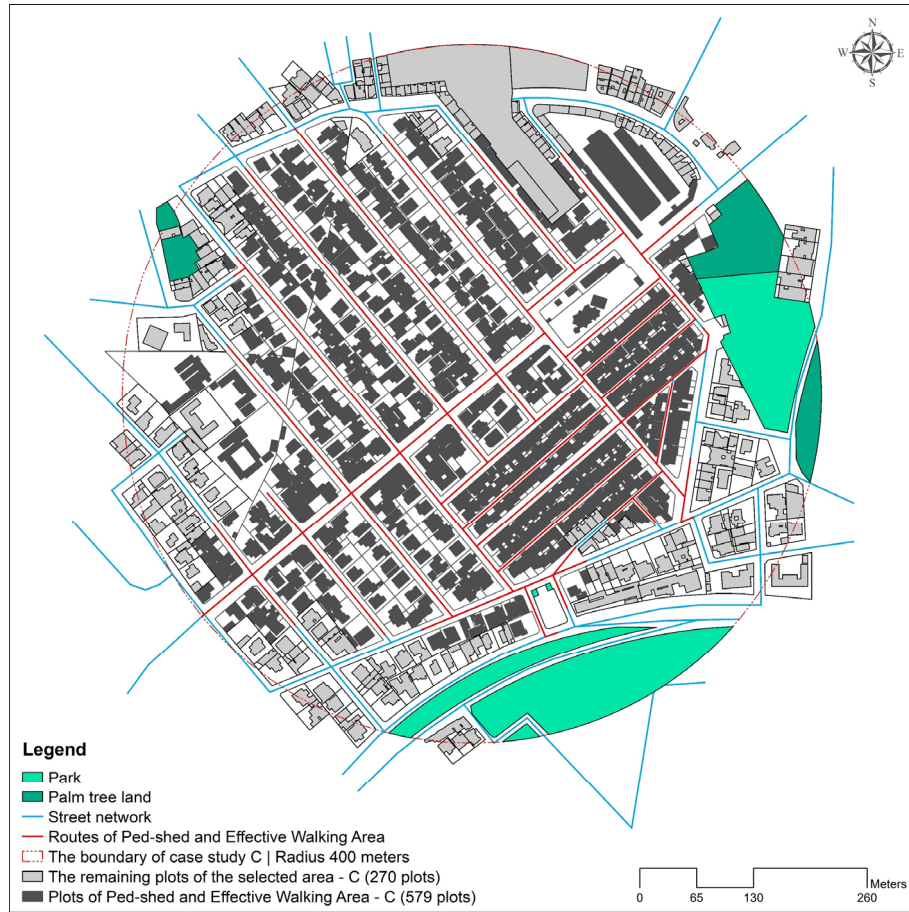 N
W E
S
Legend
Park
Palm tree land
Street network
Routes of Ped-shed and Effective Walking Area
The boundary of case study C | Radius 400 meters
The remaining plots of the selected area - C (270 plots)
Plots of Ped-shed and Effective Walking Area - C (579 plots)
Meters
0 65 130 260